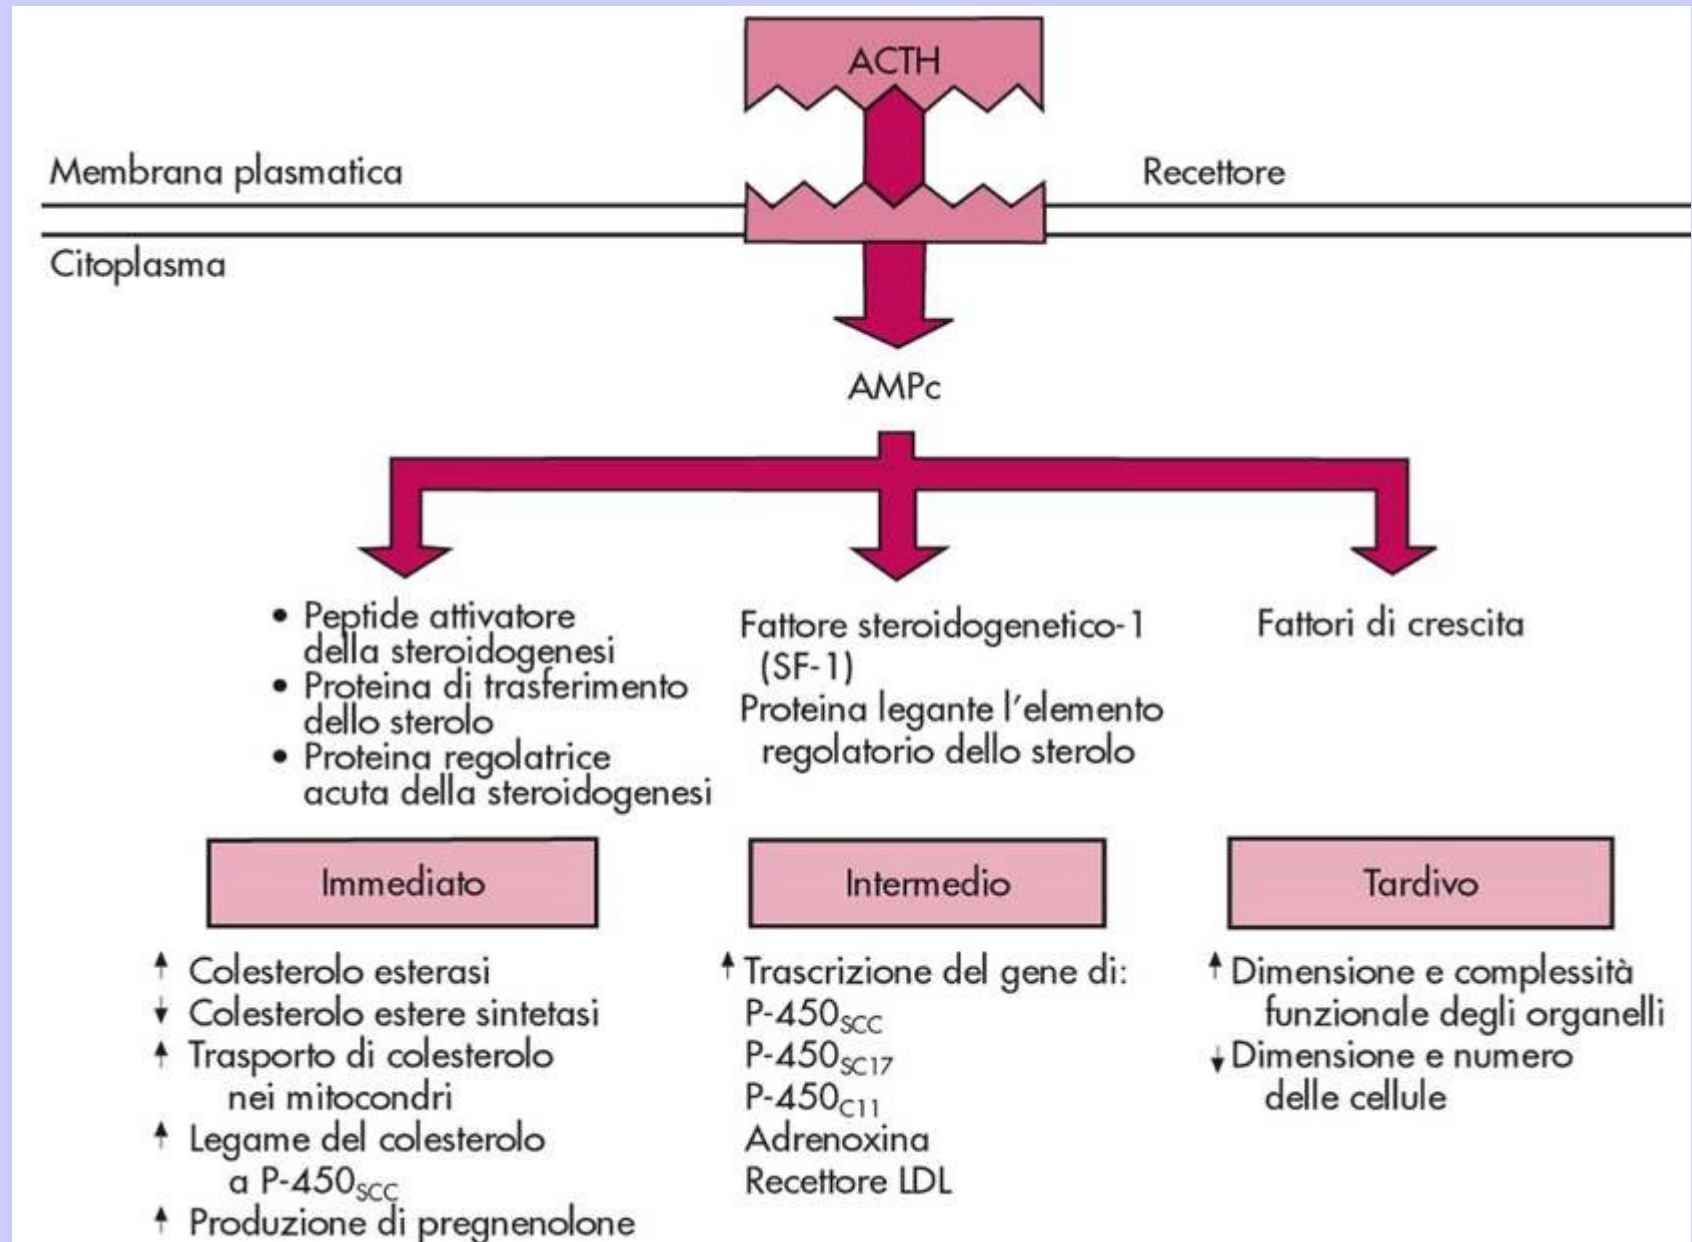 ACTH
Membrana plasmatica
Recettore
Citoplasma
AMPc
• Peptide attivatore
della steroidogenesi
• Proteina di trasferimento
dello sterolo
• Proteina regolatrice
acuta della steroidogenesi
Fattore steroidogenetico-1
(SF-1)
Proteina legante l'elemento
regolatorio dello sterolo
Fattori di crescita
Immediato
↑ Colesterolo esterasi
↓ Colesterolo estere sintetasi
↑ Trasporto di colesterolo
nei mitocondri
↑ Legame del colesterolo
a P-450SCC
↑ Produzione di pregnenolone
Intermedio
↑ Trascrizione del gene di:
P-450SCC
P-450SC17
P-450C11
Adrenoxina
Recettore LDL
Tardivo
↑ Dimensione e complessità
funzionale degli organelli
↓ Dimensione e numero
delle cellule